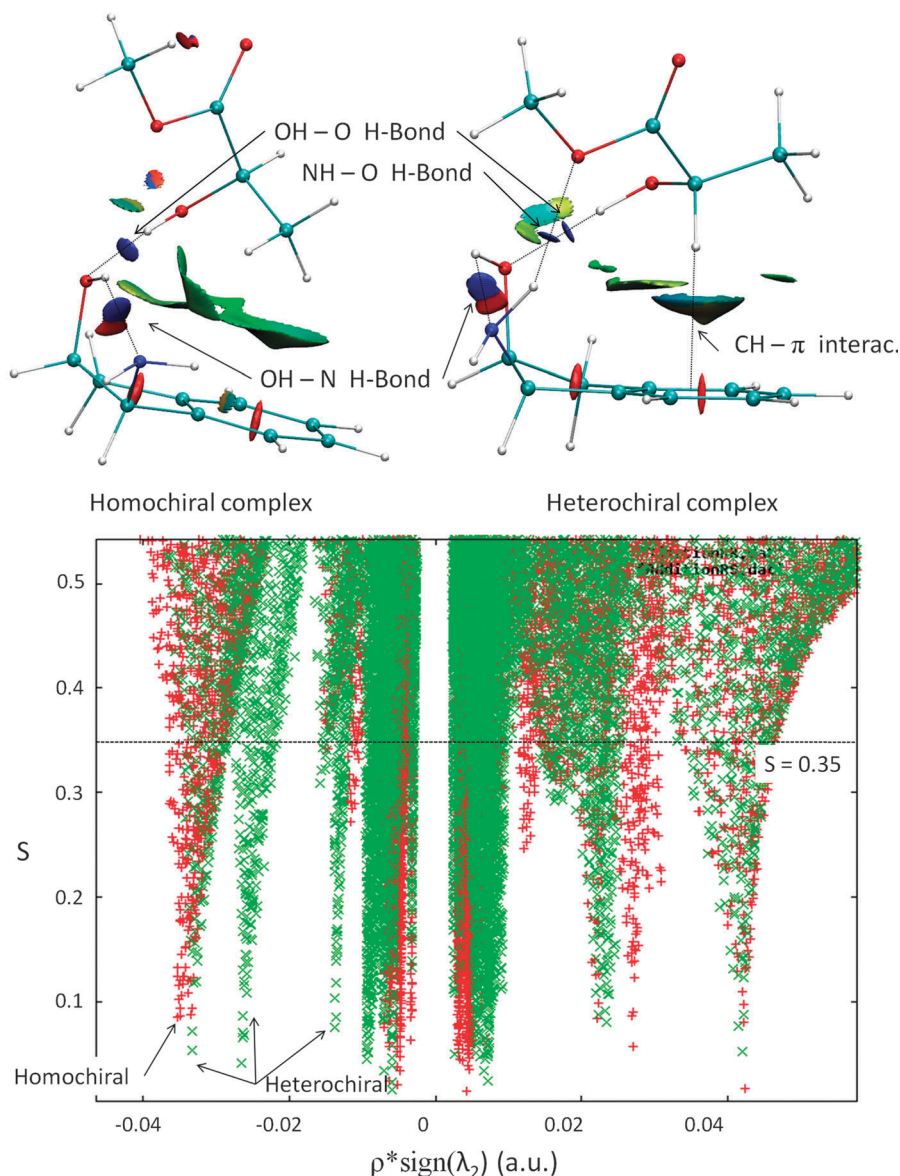 OH – O H-Bond
NH – O H-Bond
CH – π interac.
OH – N H-Bond
Homochiral complex
Heterochiral complex
0.5
0.4
S = 0.35
0.3
S
0.2
0.1
Homochiral
Heterochiral
-0.04
-0.02
0
0.02
0.04
ρ*sign(λ₂) (a.u.)